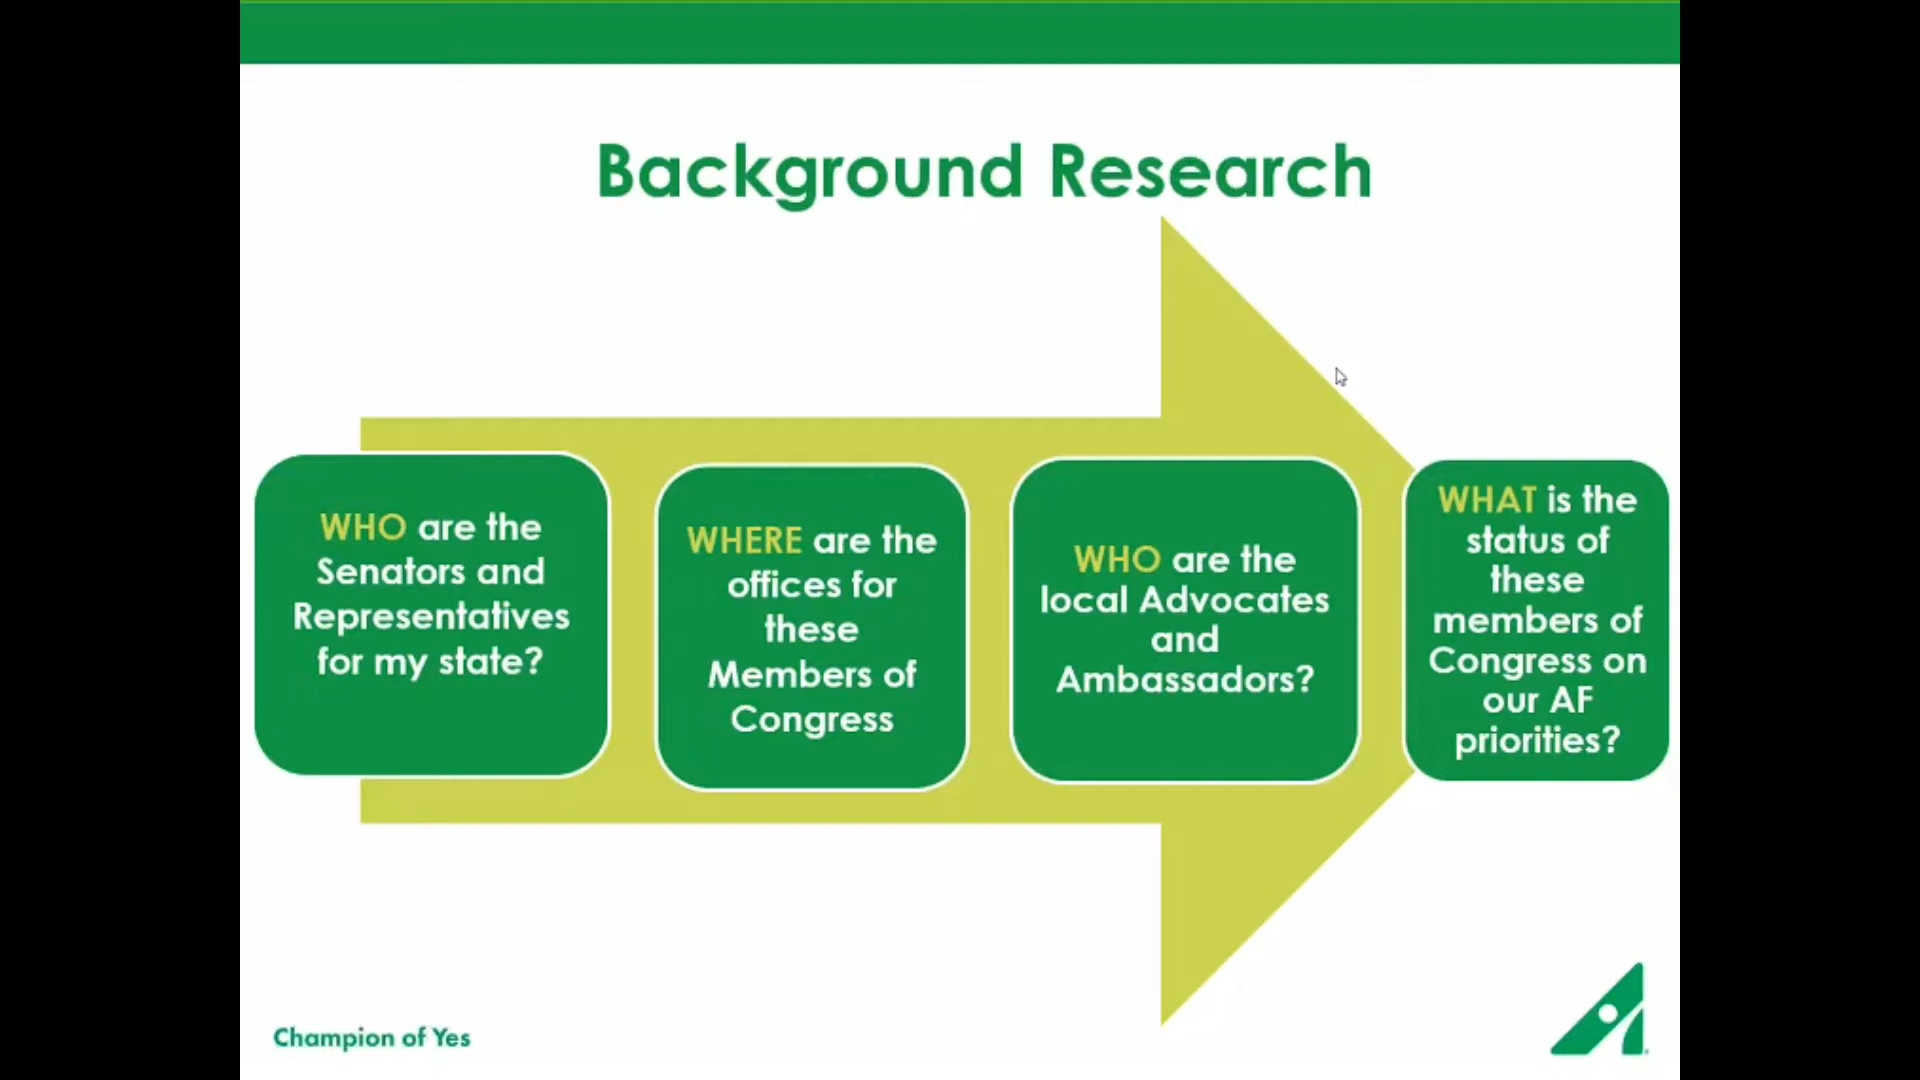 Background Research
WHO are the
Senators and
Representatives
for my state?
WHERE are the
offices for
these
Members of
Congress
WHO are the
local Advocates
and
Ambassadors?
WHAT is the
status of
these
members of
Congress on
our AF
priorities?
Champion of Yes